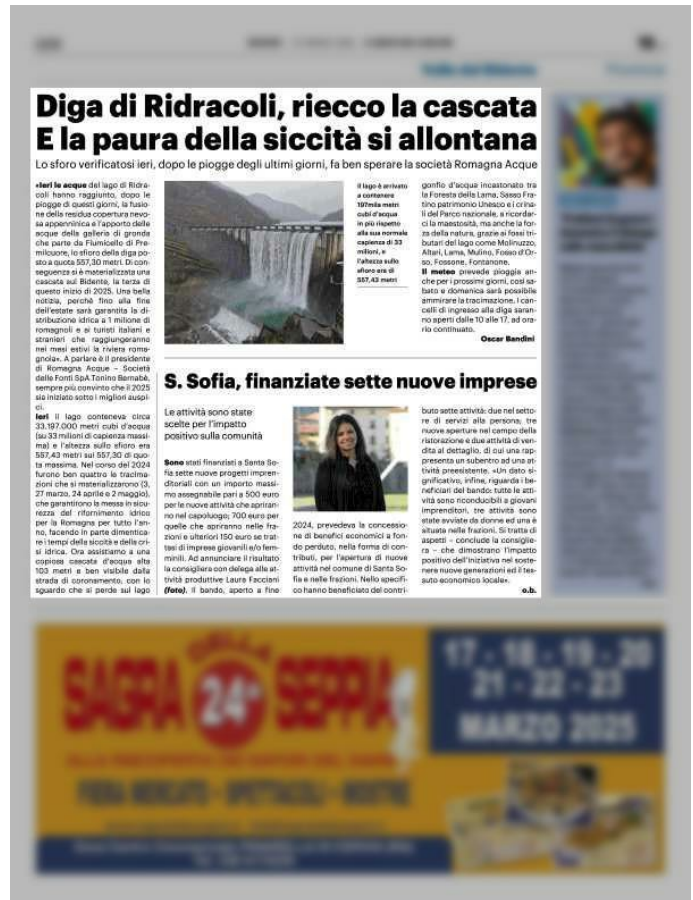 Valle del Bidente
Diga di Ridracoli, riecco la cascata
E la paura della siccità si allontana
Lo sforo verificatosi ieri, dopo le piogge degli ultimi giorni, fa ben sperare la società Romagna Acque
«Ieri le acque del lago di Ridra-
coli hanno raggiunto, dopo le
piogge di questi giorni, la fusio-
ne della residua copertura nevo-
sa appenninica e l'apporto delle
acque della galleria di gronda
che parte da Fiumicello di Pre-
milcuore, lo sfioro della diga po-
sto a quota 557,30 metri. Di con-
seguenza si è materializzata una
cascata sul Bidente, la terza di
questo inizio di 2025. Una bella
notizia, perché fino alla fine
dell'estate sarà garantita la di-
stribuzione idrica a 1 milione di
romagnoli e ai turisti italiani e
stranieri che raggiungeranno
nei mesi estivi la riviera roma-
gnola». A parlare è il presidente
di Romagna Acque – Società
delle Fonti SpA Tonino Bernabè,
sempre più convinto che il 2025
sia iniziato sotto i migliori auspi-
ci.
Ieri il lago conteneva circa
33.197.000 metri cubi d'acqua
(su 33 milioni di capienza massi-
ma) e l'altezza sullo sfioro era
557,43 metri sui 557,30 di quo-
ta massima. Nel corso del 2024
furono ben quattro le tracima-
zioni che si materializzarono (3,
27 marzo, 24 aprile e 2 maggio),
che garantirono la messa in sicu-
rezza del rifornimento idrico
per la Romagna per tutto l'an-
no, facendo in parte dimentica-
re i tempi della siccità e della cri-
si idrica. Ora assistiamo a una
copiosa cascata d'acqua alta
103 metri e ben visibile dalla
strada di coronamento, con lo
sguardo che si perde sul lago
Il lago è arrivato
a contenere
197mila metri
cubi d'acqua
in più rispetto
alla sua normale
capienza di 33
milioni, e
l'altezza sullo
sfioro era di
557,43 metri
gonfio d'acqua incastonato tra
la Foresta della Lama, Sasso Fra-
tino patrimonio Unesco e i crina-
li del Parco nazionale, a ricordar-
ci la maestosità, ma anche la for-
za della natura, grazie ai fossi tri-
butari del lago come Molinuzzo,
Altari, Lama, Mulino, Fosso d'Or-
so, Fossone, Fontanone.
Il meteo prevede pioggia an-
che per i prossimi giorni, così sa-
bato e domenica sarà possibile
ammirare la tracimazione. I can-
celli di ingresso alla diga saran-
no aperti dalle 10 alle 17, ad ora-
rio continuato.
Oscar Bandini
S. Sofia, finanziate sette nuove imprese
Le attività sono state
scelte per l'impatto
positivo sulla comunità
Sono stati finanziati a Santa So-
fia sette nuove progetti impren-
ditoriali con un importo massi-
mo assegnabile pari a 500 euro
per le nuove attività che apriran-
no nel capoluogo; 700 euro per
quelle che apriranno nelle fra-
zioni e ulteriori 150 euro se trat-
tasi di imprese giovanili e/o fem-
minili. Ad annunciare il risultato
la consigliera con delega alle at-
tività produttive Laura Facciani
(foto). Il bando, aperto a fine
2024, prevedeva la concessio-
ne di benefici economici a fon-
do perduto, nella forma di con-
tributi, per l'apertura di nuove
attività nel comune di Santa So-
fia e nelle frazioni. Nello specifi-
co hanno beneficiato del contri-
buto sette attività: due nel setto-
re di servizi alla persona; tre
nuove aperture nel campo della
ristorazione e due attività di ven-
dita al dettaglio, di cui una rap-
presenta un subentro ad una at-
tività preesistente. «Un dato si-
gnificativo, infine, riguarda i be-
neficiari del bando: tutte le atti-
vità sono riconducibili a giovani
imprenditori, tre attività sono
state avviate da donne ed una è
situata nelle frazioni. Si tratta di
aspetti – conclude la consiglie-
ra – che dimostrano l'impatto
positivo dell'iniziativa nel soste-
nere nuove generazioni ed il tes-
suto economico locale».
o.b.
SAGRA DELLA SEPPIA
24ª
17 - 18 - 19 - 20
21 - 22 - 23
MARZO 2025
FIERA MERCATO - SPETTACOLI - MOSTRE